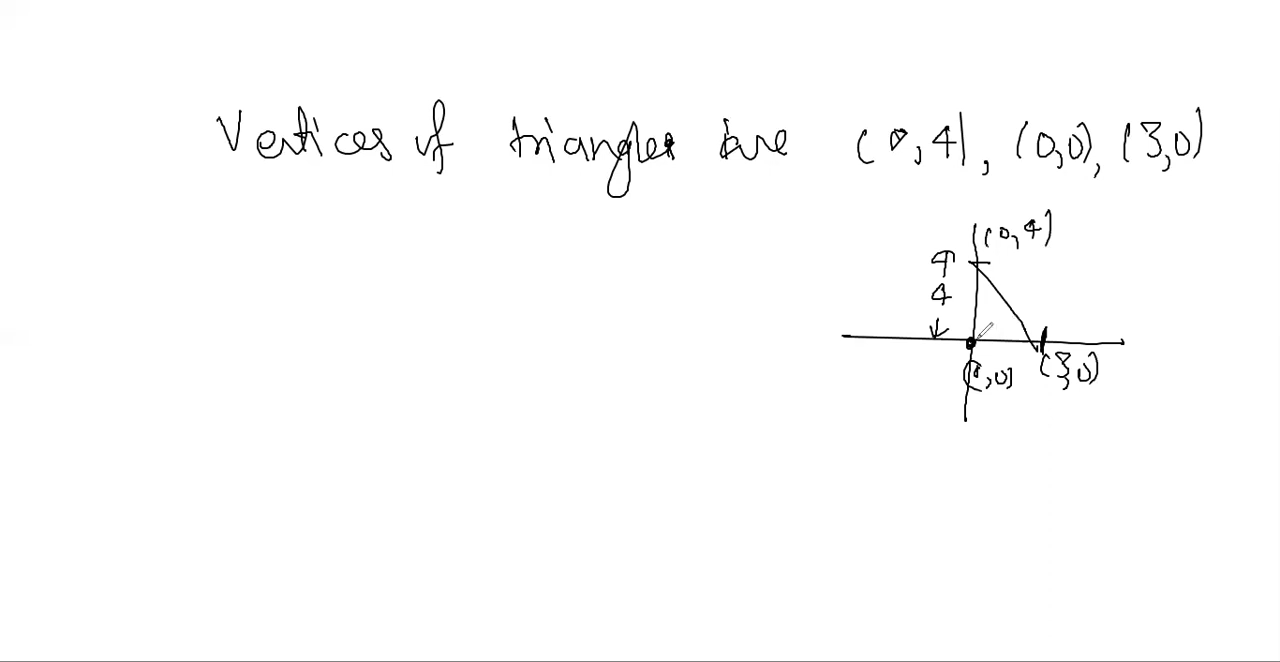 Vertices of triangles are (0,4), (0,0), (3,0)
(0,4)
4
(0,0) (3,0)